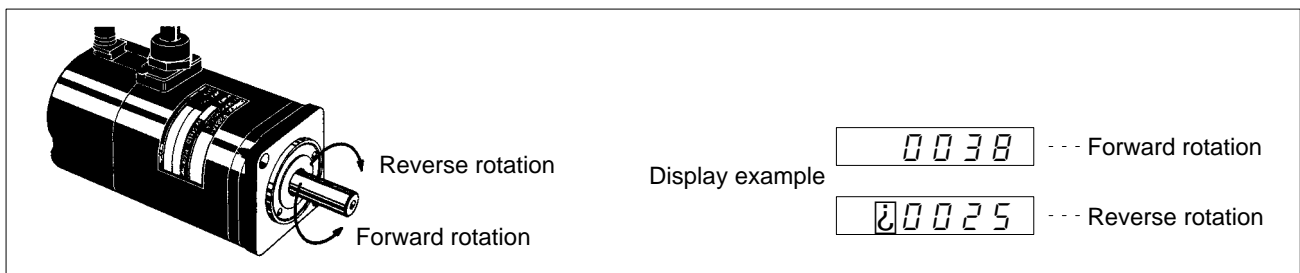 Reverse rotation
Forward rotation
Display example
0038 --- Forward rotation
¿0025 --- Reverse rotation